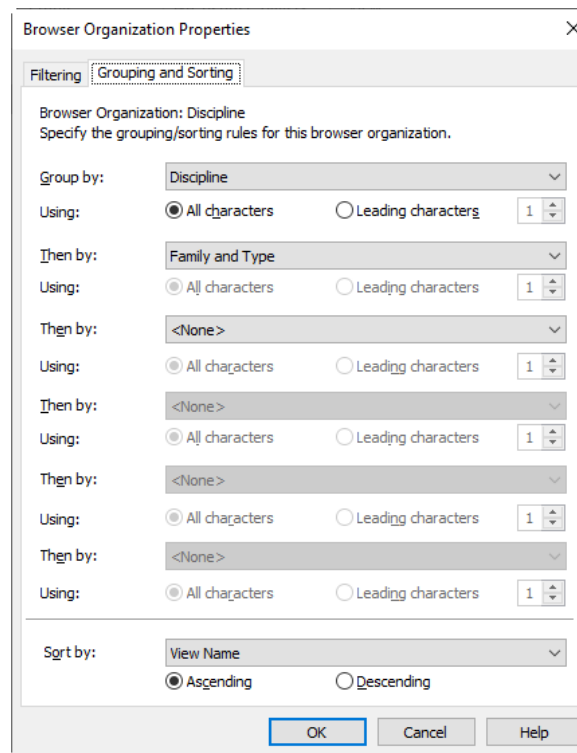 Browser Organization Properties
Filtering Grouping and Sorting
Browser Organization: Discipline
Specify the grouping/sorting rules for this browser organization.
Group by: Discipline
Using: All characters Leading characters 1
Then by: Family and Type
Using: All characters Leading characters 1
Then by: <None>
Using: All characters Leading characters 1
Then by: <None>
Using: All characters Leading characters 1
Then by: <None>
Using: All characters Leading characters 1
Then by: <None>
Using: All characters Leading characters 1
Sort by: View Name
Ascending Descending
OK Cancel Help